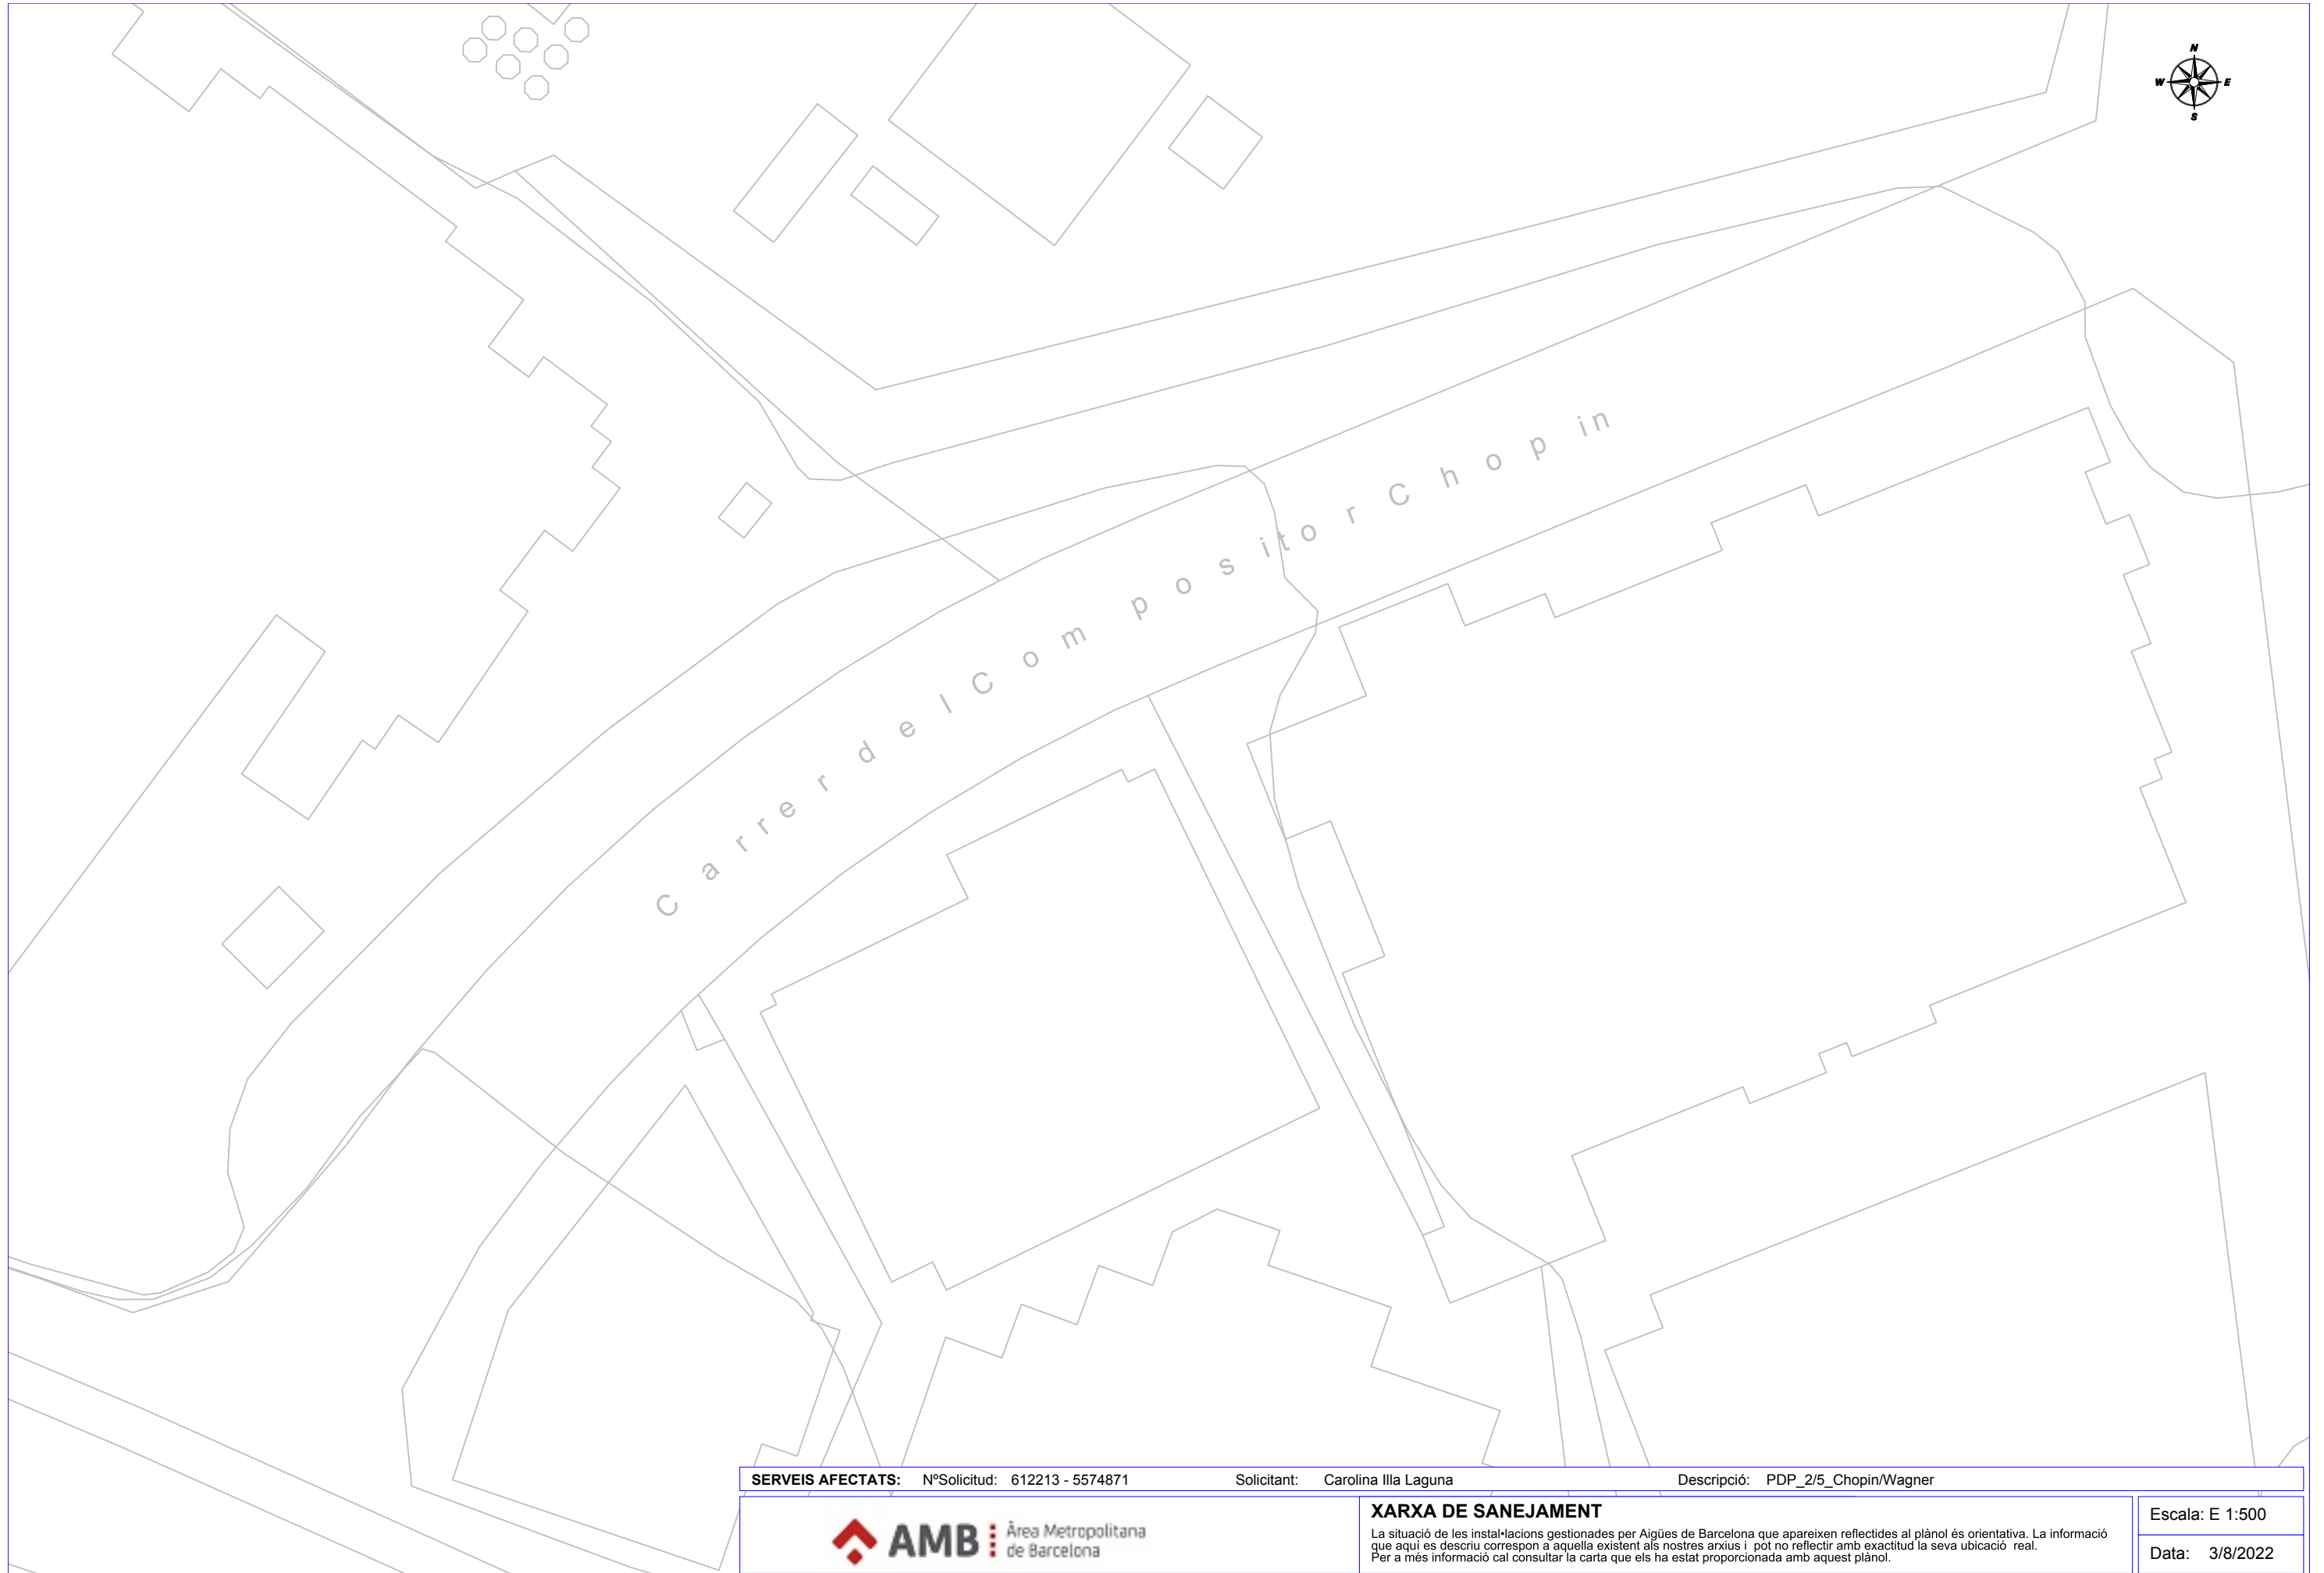 N
W E
S
Carrer del Compositor Chopin
SERVEIS AFECTATS: NºSolicitud: 612213 - 5574871 Solicitant: Carolina Illa Laguna Descripció: PDP_2/5_Chopin/Wagner
AMB Àrea Metropolitana
de Barcelona
XARXA DE SANEJAMENT
La situació de les instal•lacions gestionades per Aigües de Barcelona que apareixen reflectides al plànol és orientativa. La informació
que aquí es descriu correspon a aquella existent als nostres arxius i pot no reflectir amb exactitud la seva ubicació real.
Per a més informació cal consultar la carta que els ha estat proporcionada amb aquest plànol.
Escala: E 1:500
Data: 3/8/2022